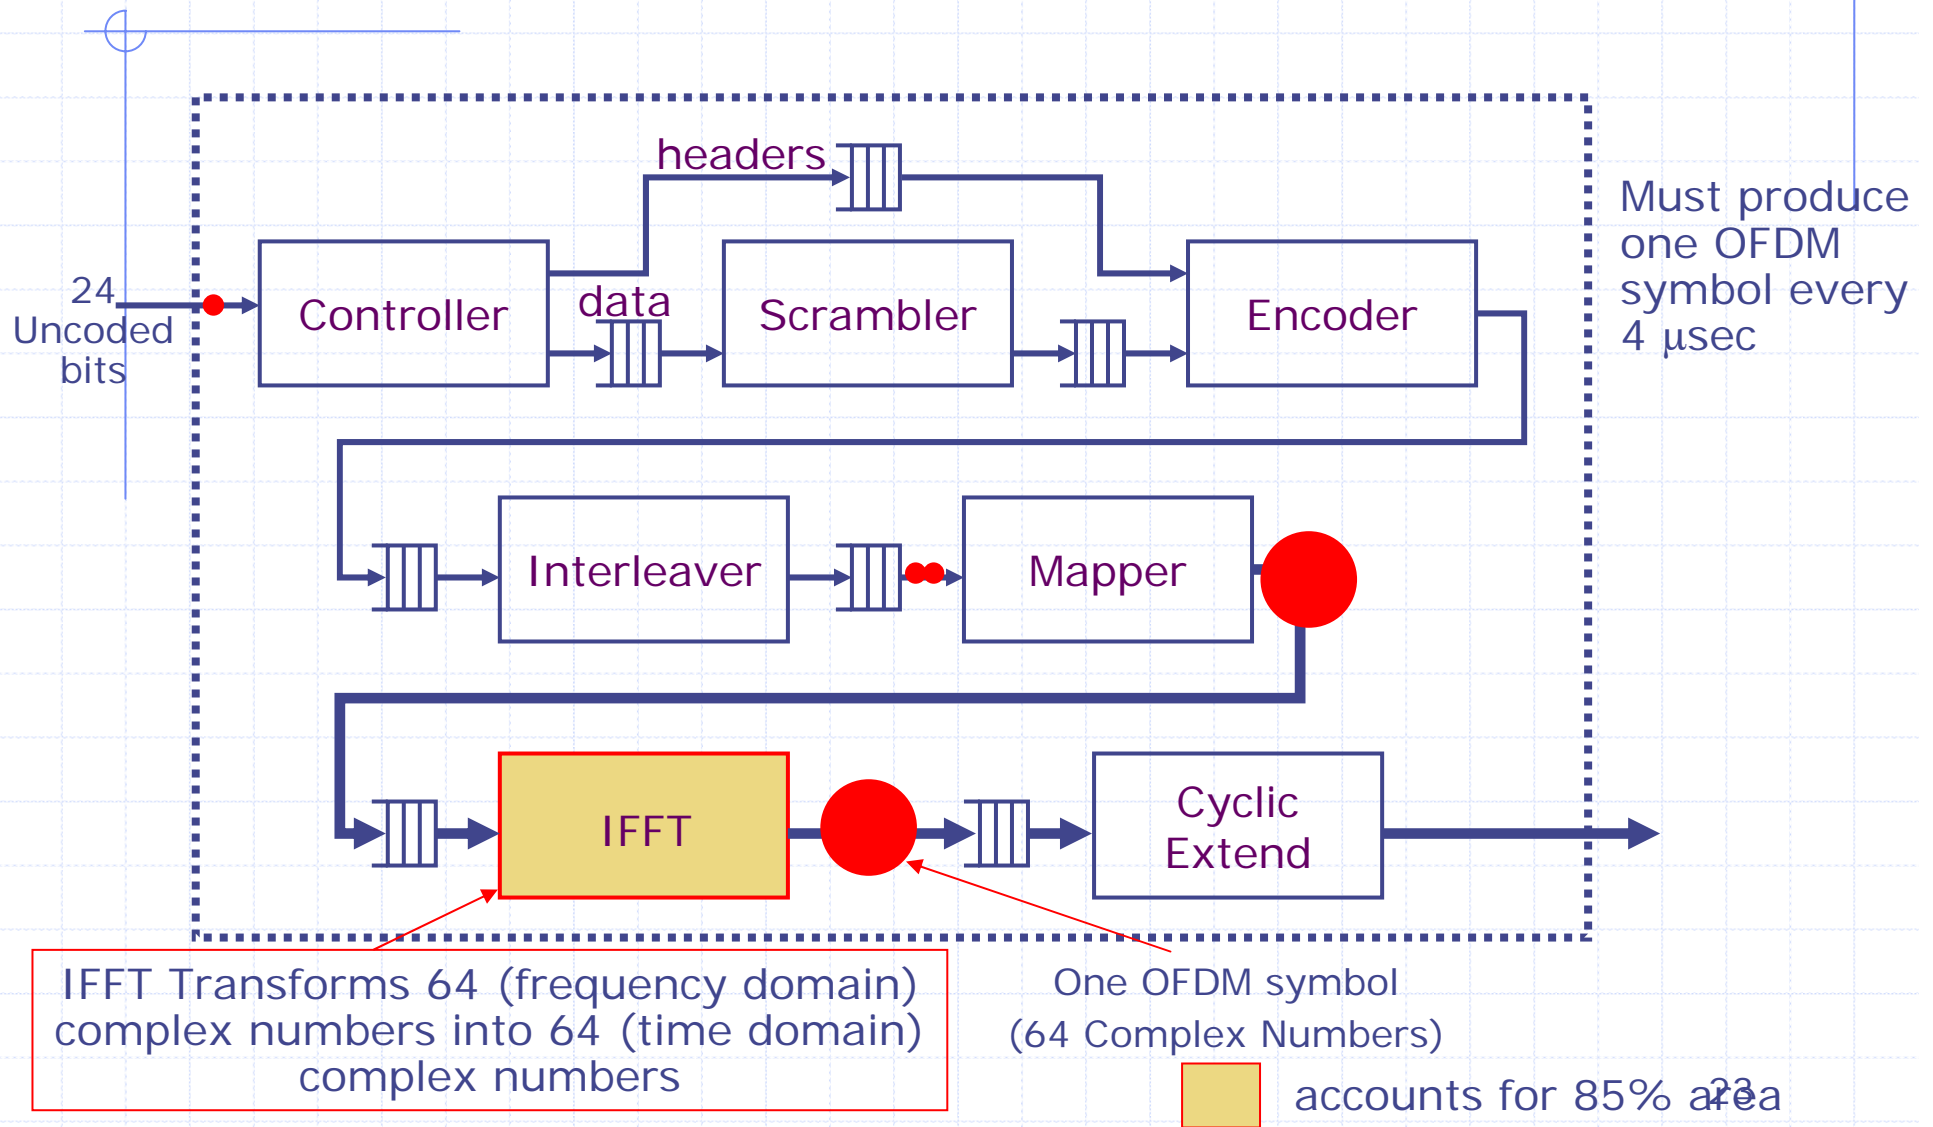 headers
Must produce
one OFDM
symbol every
4 μsec
24
Uncoded
bits
Controller
data
Scrambler
Encoder
Interleaver
Mapper
IFFT
Cyclic
Extend
IFFT Transforms 64 (frequency domain)
complex numbers into 64 (time domain)
complex numbers
One OFDM symbol
(64 Complex Numbers)
accounts for 85% area
23